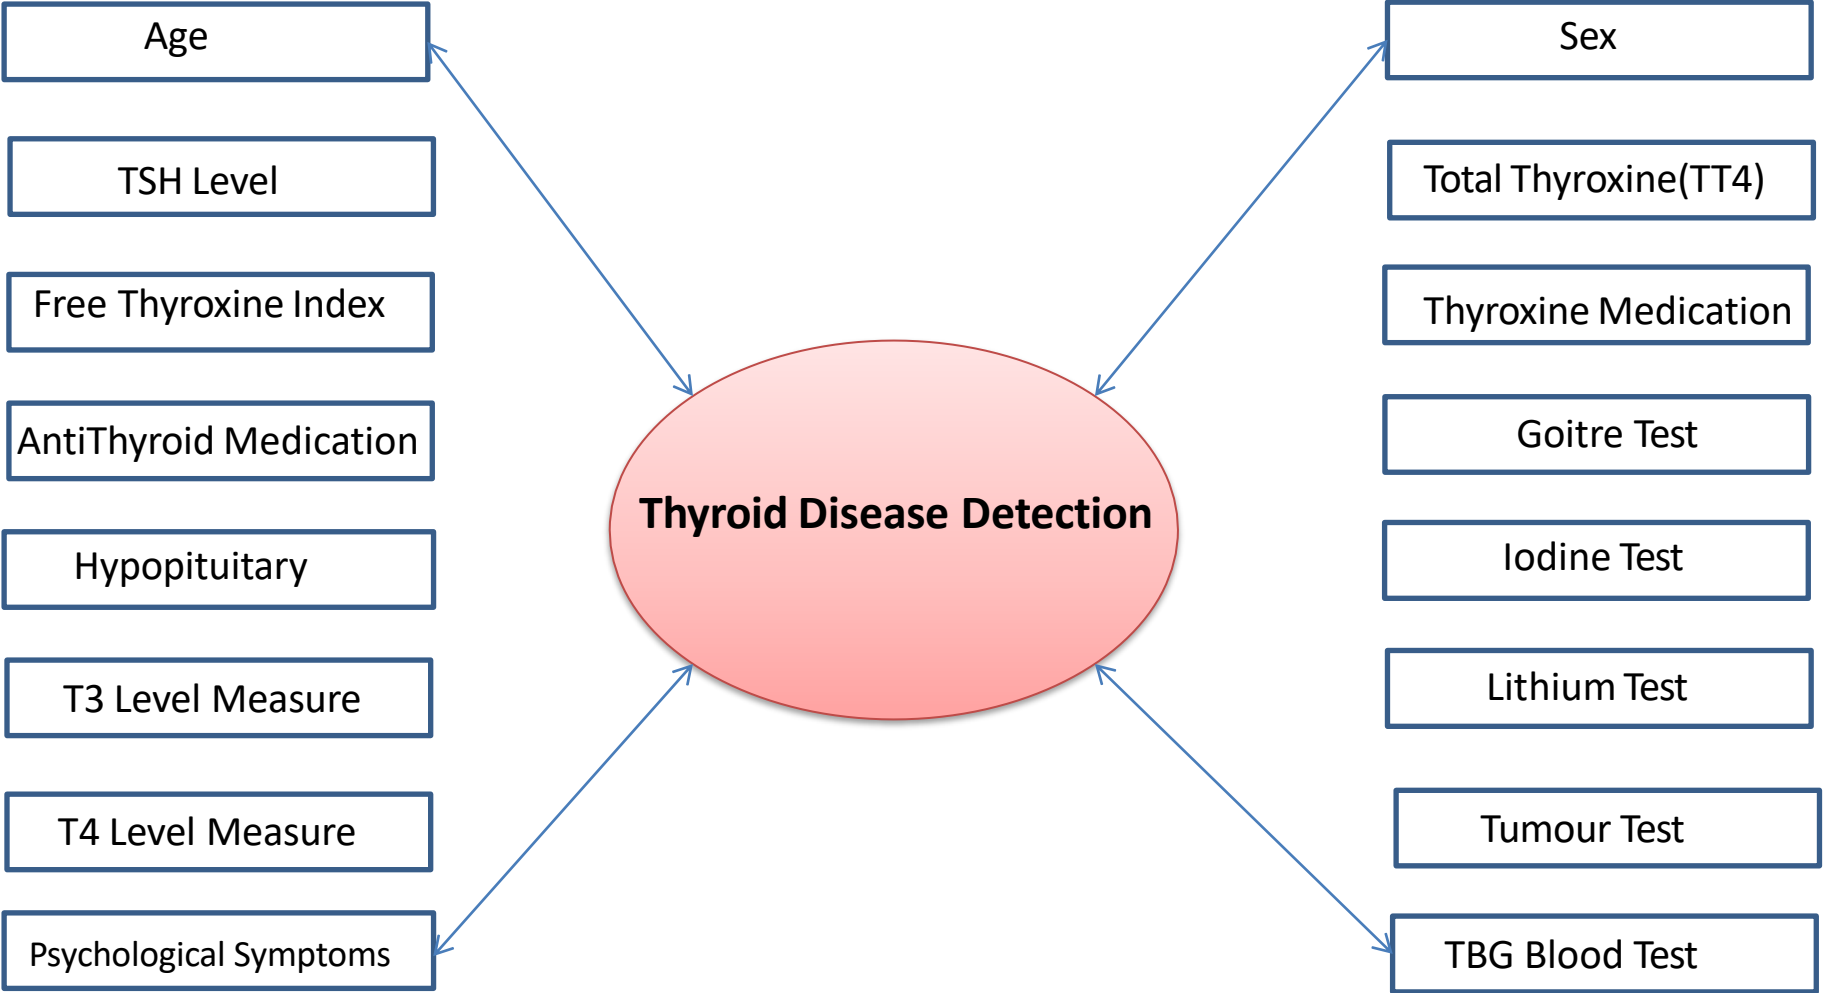 Age
TSH Level
Free Thyroxine Index
AntiThyroid Medication
Hypopituitary
T3 Level Measure
T4 Level Measure
Psychological Symptoms
Thyroid Disease Detection
Sex
Total Thyroxine(TT4)
Thyroxine Medication
Goitre Test
Iodine Test
Lithium Test
Tumour Test
TBG Blood Test